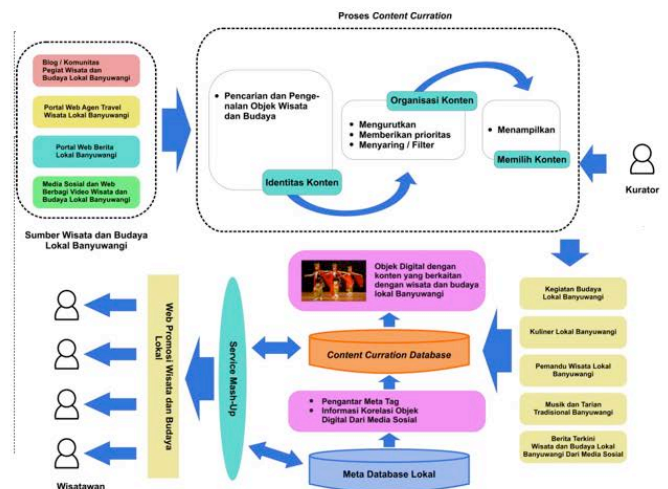 Proses Content Curration
Blog / Komunitas
Pegiat Wisata dan
Budaya Lokal Banyuwangi
Portal Web Agen Travel
Wisata Lokal Banyuwangi
Portal Web Berita
Lokal Banyuwangi
Media Sosial dan Web
Berbagi Video Wisata dan
Budaya Lokal Banyuwangi
Sumber Wisata dan Budaya
Lokal Banyuwangi
• Pencarian dan Penge-
nalan Objek Wisata
dan Budaya
Identitas Konten
Organisasi Konten
• Mengurutkan
• Memberikan prioritas
• Menyaring / Filter
• Menampilkan
Memilih Konten
Kurator
Kegiatan Budaya
Lokal Banyuwangi
Kuliner Lokal Banyuwangi
Pemandu Wisata Lokal
Banyuwangi
Musik dan Tarian
Tradisional Banyuwangi
Berita Terkini
Wisata dan Budaya Lokal
Banyuwangi Dari Media Sosial
Objek Digital dengan
konten yang berkaitan
dengan wisata dan budaya
lokal Banyuwangi
Content Curration Database
• Pengantar Meta Tag
• Informasi Korelasi Objek
Digital Dari Media Sosial
Meta Database Lokal
Service Mash-Up
Web Promosi Wisata dan Budaya
Lokal
Wisatawan